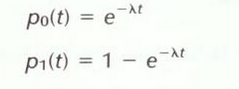 p₀(t) = e^{-λt}
p₁(t) = 1 − e^{-λt}